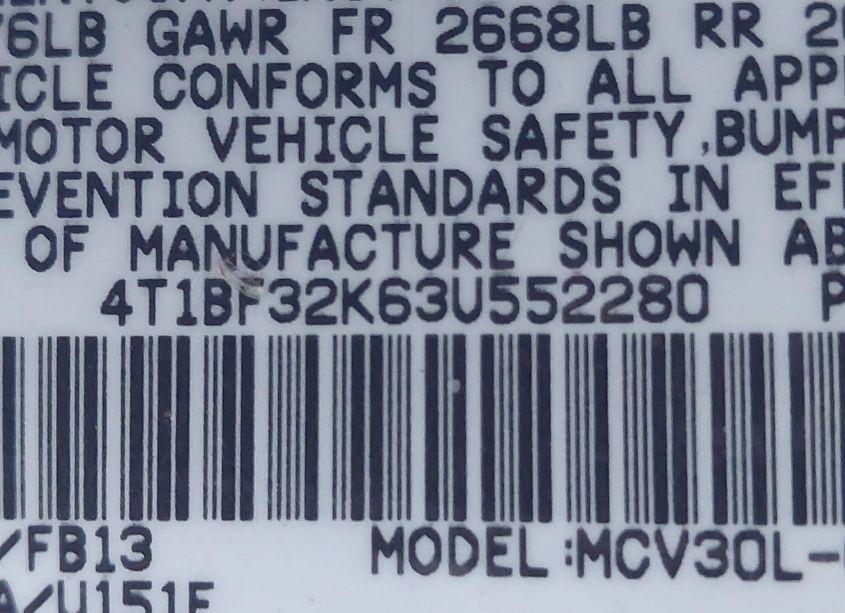 76LB GAWR FR 2668LB RR 2
ICLE CONFORMS TO ALL APP
MOTOR VEHICLE SAFETY,BUMP
EVENTION STANDARDS IN EF
OF MANUFACTURE SHOWN AB
4T1BF32K63U552280 P
/FB13 MODEL:MCV30L-
A/U151E